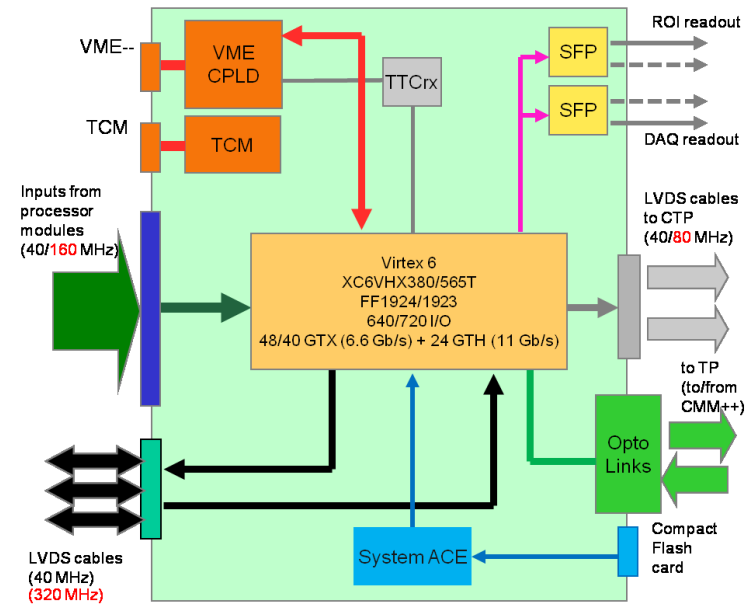 VME--
VME
CPLD
TTCrx
SFP
ROI readout
SFP
DAQ readout
TCM
TCM
Inputs from
processor
modules
(40/160 MHz)
LVDS cables
to CTP
(40/80 MHz)
Virtex 6
XC6VHX380/565T
FF1924/1923
640/720 I/O
48/40 GTX (6.6 Gb/s) + 24 GTH (11 Gb/s)
to TP
(to/from
CMM++)
Opto
Links
LVDS cables
(40 MHz)
(320 MHz)
System ACE
Compact
Flash
card